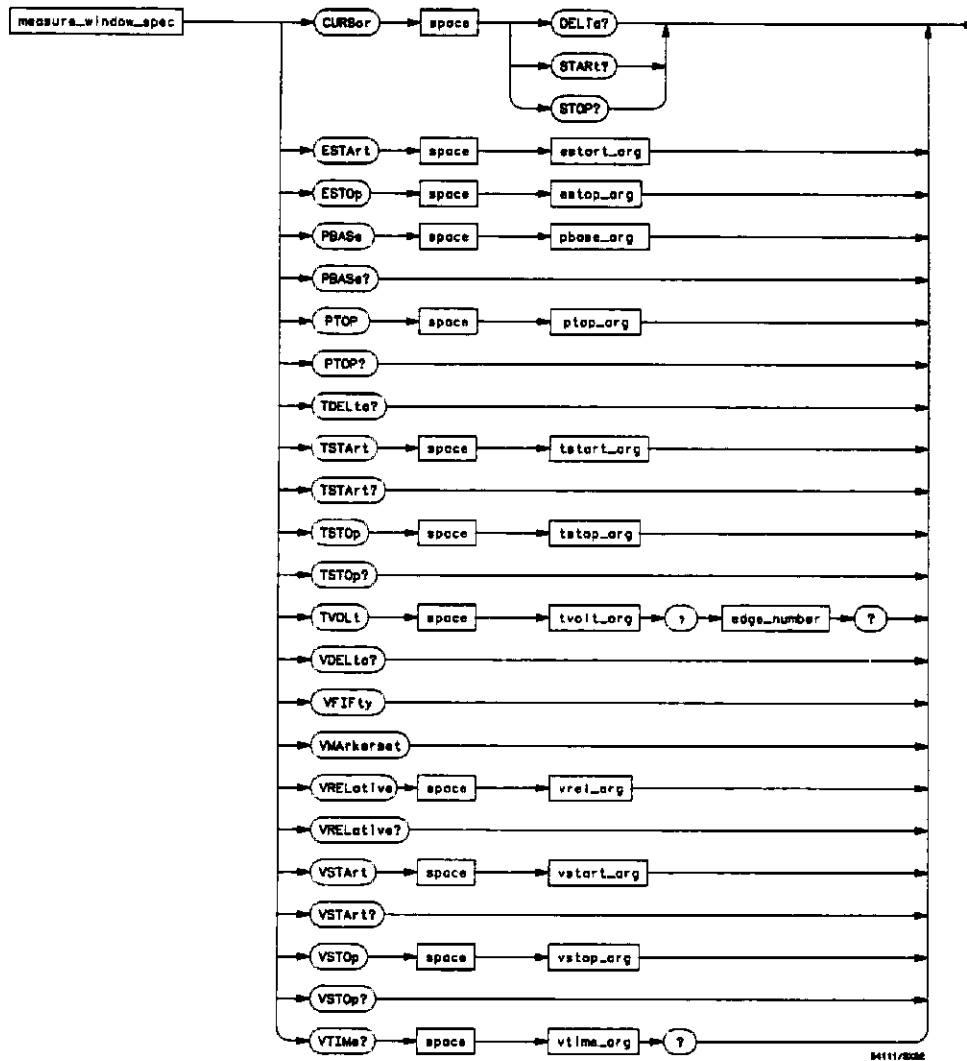 measure_window_spec CURSor space DELTa?
STARt?
STOP?
ESTArt space estart_arg
ESTOp space estop_arg
PBASe space pbase_arg
PBASe?
PTOP space ptop_arg
PTOP?
TDELta?
TSTArt space tstart_arg
TSTArt?
TSTOp space tstop_arg
TSTOp?
TVOLt space tvolt_arg , edge_number ?
VDELta?
VFIFty
VMArkerset
VRELative space vrel_arg
VRELative?
VSTArt space vstart_arg
VSTArt?
VSTOp space vstop_arg
VSTOp?
VTIMe? space vtime_arg ?